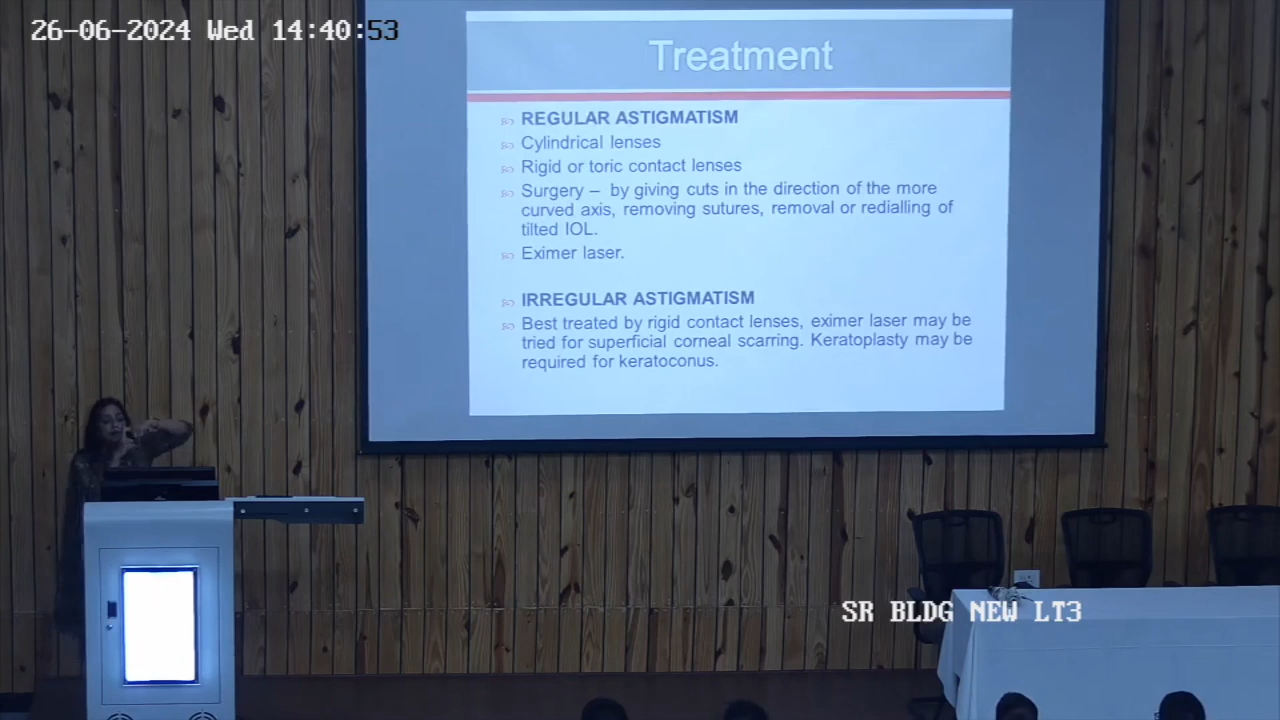 26-06-2024 Wed 14:40:53
Treatment
REGULAR ASTIGMATISM
Cylindrical lenses
Rigid or toric contact lenses
Surgery – by giving cuts in the direction of the more
curved axis, removing sutures, removal or redialling of
tilted IOL.
Eximer laser.
IRREGULAR ASTIGMATISM
Best treated by rigid contact lenses, eximer laser may be
tried for superficial corneal scarring. Keratoplasty may be
required for keratoconus.
SR BLDG NEW LT3